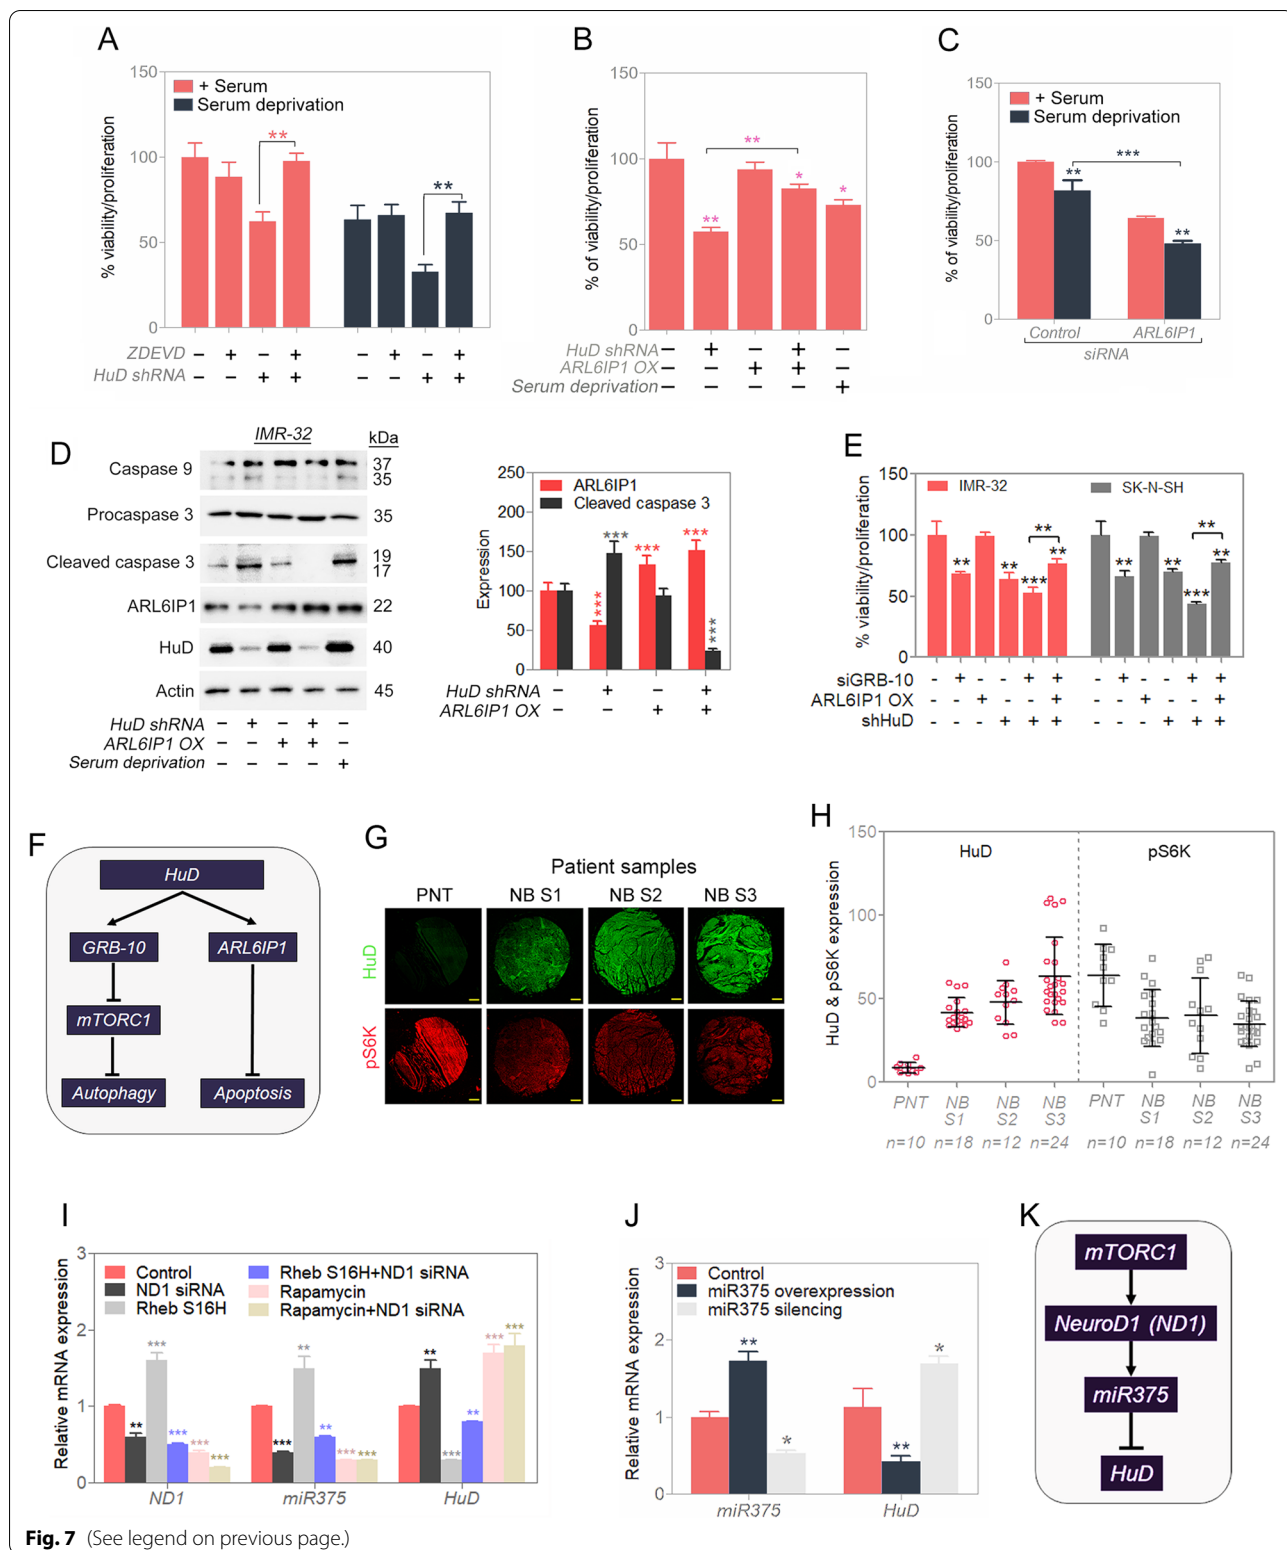 A
150
100
50
0
% viability/proliferation
+ Serum
Serum deprivation
**
**
ZDEVD - + - + - + - +
HuD shRNA - - + + - - + +
B
150
100
50
0
% of viability/proliferation
**
**
*
*
HuD shRNA - + - + -
ARL6IP1 OX - - + + -
Serum deprivation - - - - +
C
150
100
50
0
% of viability/proliferation
+ Serum
Serum deprivation
***
**
**
Control ARL6IP1
siRNA
D
IMR-32 kDa
Caspase 9 37
35
Procaspase 3 35
Cleaved caspase 3 19
17
ARL6IP1 22
HuD 40
Actin 45
HuD shRNA - + - + -
ARL6IP1 OX - - + + -
Serum deprivation - - - - +
250
200
150
100
50
0
Expression
ARL6IP1
Cleaved caspase 3
***
***
***
***
***
HuD shRNA - + - +
ARL6IP1 OX - - + +
E
150
100
50
0
% viability/proliferation
IMR-32 SK-N-SH
**
**
**
***
**
**
**
***
**
**
siGRB-10 - + - - + + - + - - + +
ARL6IP1 OX - - + - - + - - + - - +
shHuD - - - + + + - - - + + +
F
HuD
GRB-10 ARL6IP1
mTORC1
Autophagy Apoptosis
G
Patient samples
PNT NB S1 NB S2 NB S3
HuD
pS6K
H
150
100
50
0
HuD & pS6K expression
HuD pS6K
PNT NB S1 NB S2 NB S3 PNT NB S1 NB S2 NB S3
n=10 n=18 n=12 n=24 n=10 n=18 n=12 n=24
I
3
2
1
0
Relative mRNA expression
Control
ND1 siRNA
Rheb S16H
Rheb S16H+ND1 siRNA
Rapamycin
Rapamycin+ND1 siRNA
** *** *** *** ***
*** ** ** *** ***
** *** ** *** ***
ND1 miR375 HuD
J
3
2
1
0
Relative mRNA expression
Control
miR375 overexpression
miR375 silencing
** * ** *
miR375 HuD
K
mTORC1
NeuroD1 (ND1)
miR375
HuD
Fig. 7 (See legend on previous page.)